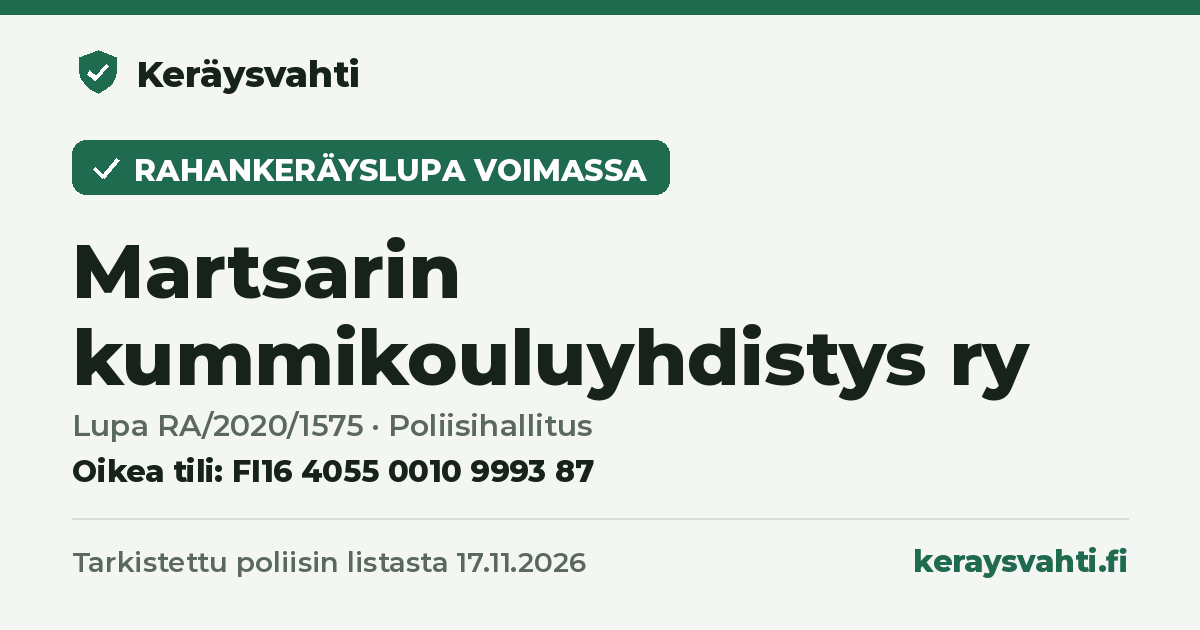 Keräysvahti
RAHANKERÄYSLUPA VOIMASSA
Martsarin
kummikouluyhdistys ry
Lupa RA/2020/1575 · Poliisihallitus
Oikea tili: FI16 4055 0010 9993 87
Tarkistettu poliisin listasta 17.11.2026
keraysvahti.fi